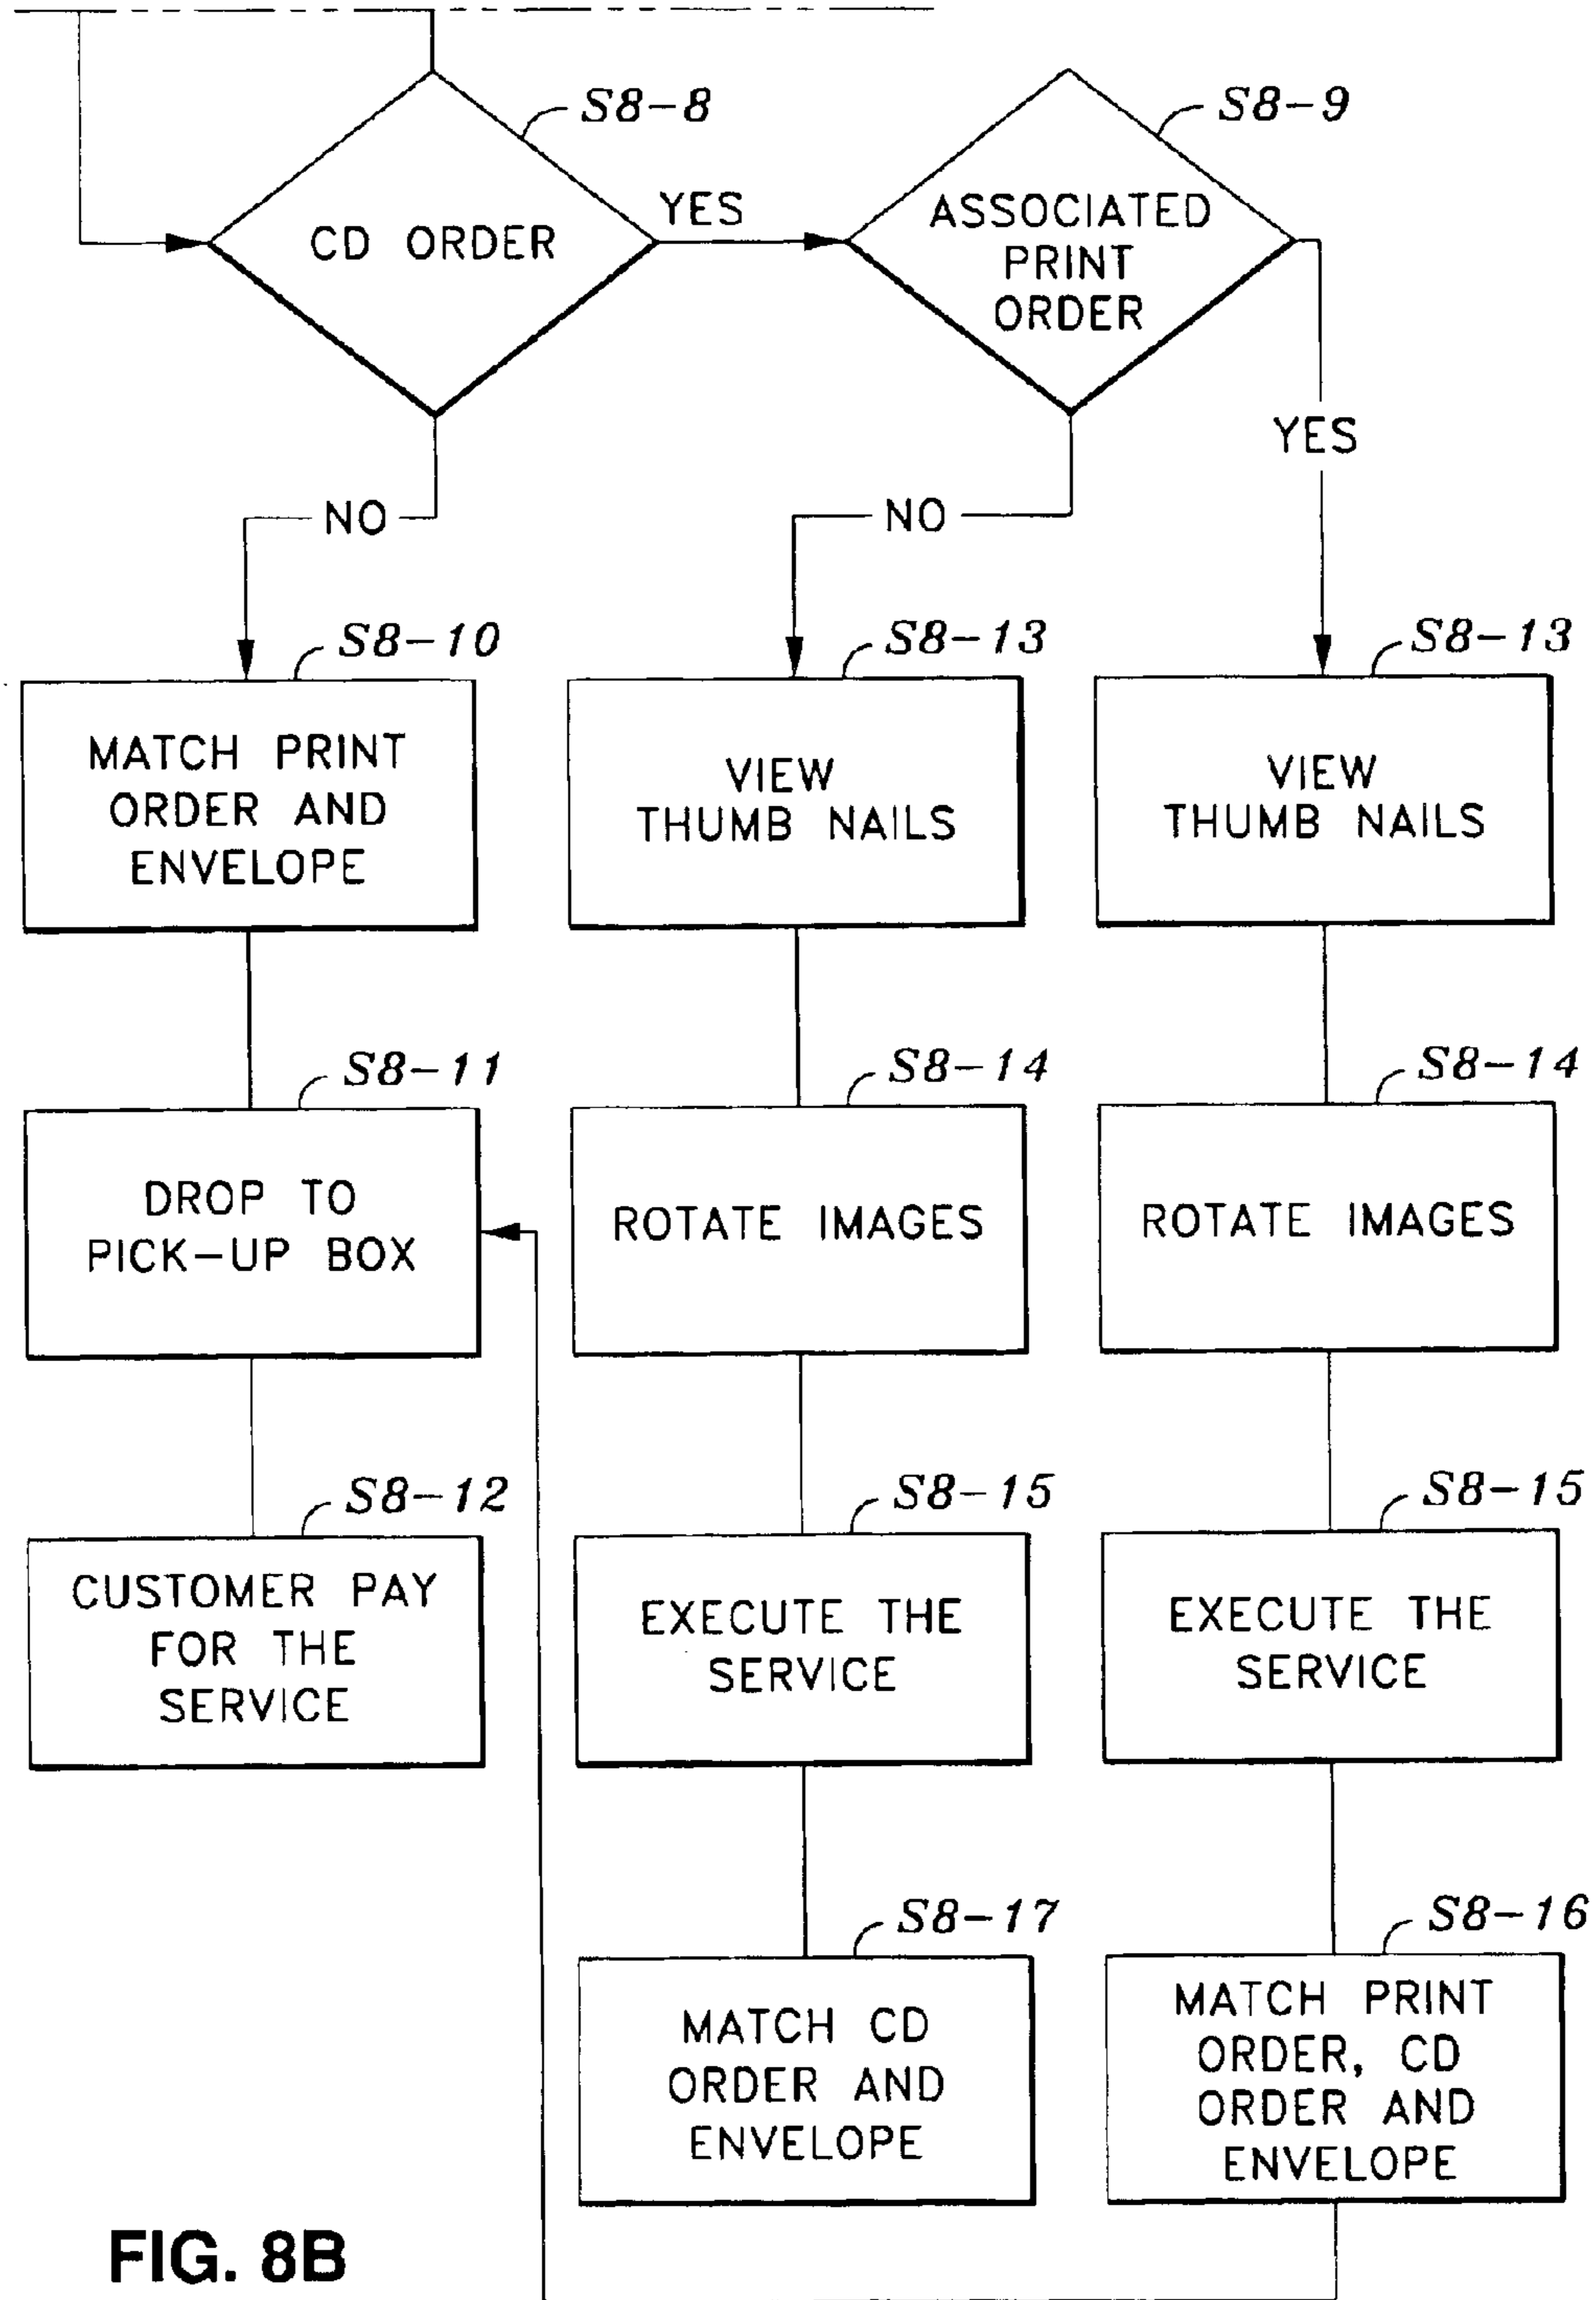 S8-8
S8-9
CD ORDER
YES
ASSOCIATED
PRINT
ORDER
YES
NO
NO
S8-10
S8-13
S8-13
MATCH PRINT
ORDER AND
ENVELOPE
VIEW
THUMB NAILS
VIEW
THUMB NAILS
S8-11
S8-14
S8-14
DROP TO
PICK-UP BOX
ROTATE IMAGES
ROTATE IMAGES
S8-12
S8-15
S8-15
CUSTOMER PAY
FOR THE
SERVICE
EXECUTE THE
SERVICE
EXECUTE THE
SERVICE
S8-17
S8-16
MATCH CD
ORDER AND
ENVELOPE
MATCH PRINT
ORDER, CD
ORDER AND
ENVELOPE
FIG. 8B